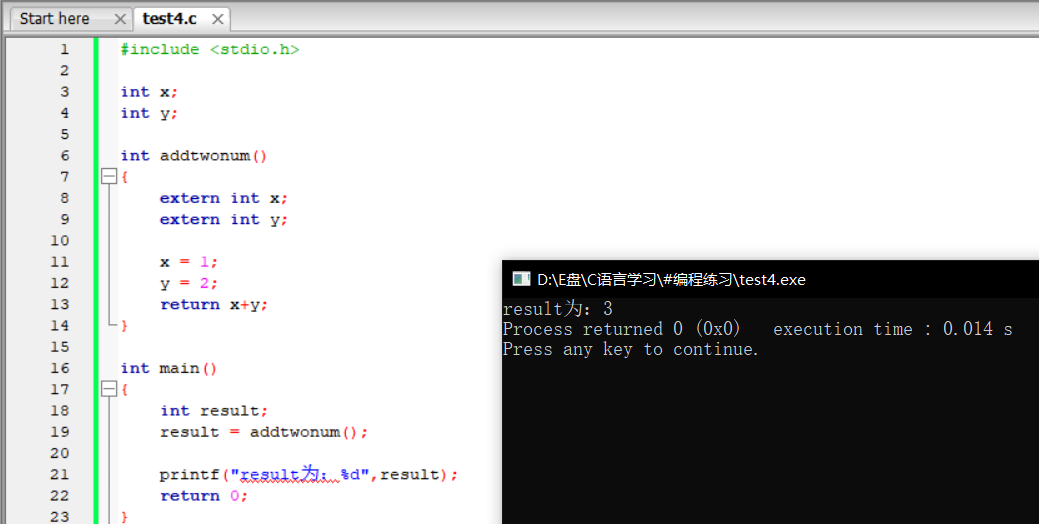 Start here
test4.c
1 #include <stdio.h>
2
3 int x;
4 int y;
5
6 int addtwonum()
7 {
8 extern int x;
9 extern int y;
10
11 x = 1;
12 y = 2;
13 return x+y;
14 }
15
16 int main()
17 {
18 int result;
19 result = addtwonum();
20
21 printf("result为: %d",result);
22 return 0;
23 }
D:\E盘\C语言学习\#编程练习\test4.exe
result为: 3
Process returned 0 (0x0) execution time : 0.014 s
Press any key to continue.